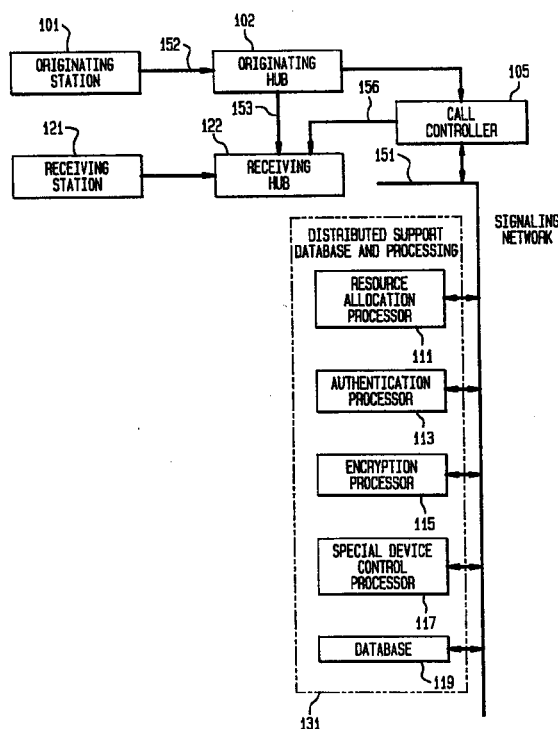 101
ORIGINATING
STATION
152
102
ORIGINATING
HUB
153
156
105
CALL
CONTROLLER
121
RECEIVING
STATION
122
RECEIVING
HUB
151
SIGNALING
NETWORK
DISTRIBUTED SUPPORT
DATABASE AND PROCESSING
RESOURCE
ALLOCATION
PROCESSOR
111
AUTHENTICATION
PROCESSOR
113
ENCRYPTION
PROCESSOR
115
SPECIAL DEVICE
CONTROL
PROCESSOR
117
DATABASE
119
131